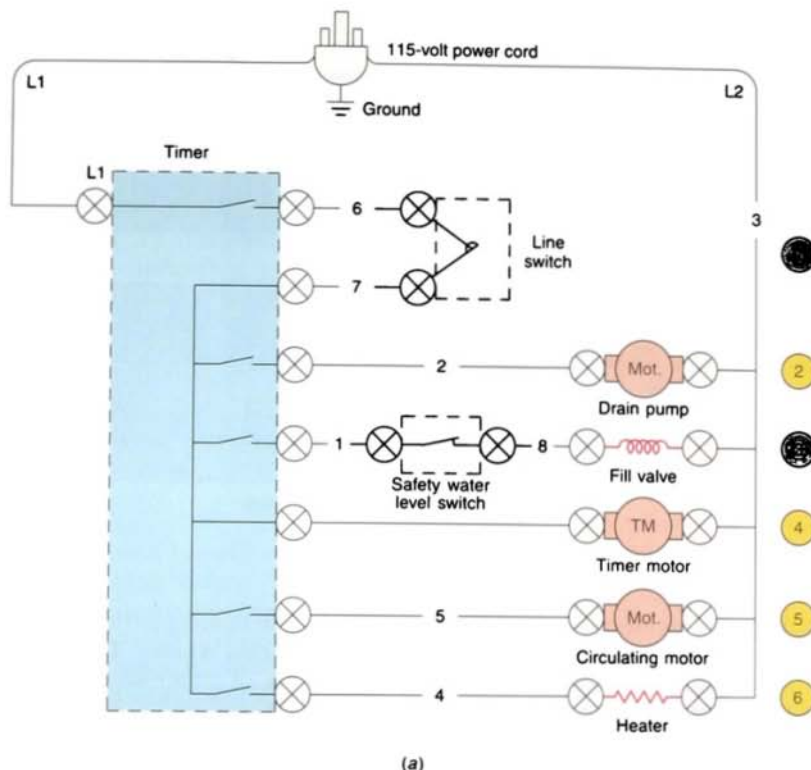 115-volt power cord
L1
L2
Ground
Timer
L1
6
3
Line
switch
7
2
Mot.
2
Drain pump
1
8
Safety water
level switch
Fill valve
TM
4
Timer motor
5
Mot.
5
Circulating motor
4
6
Heater
(a)